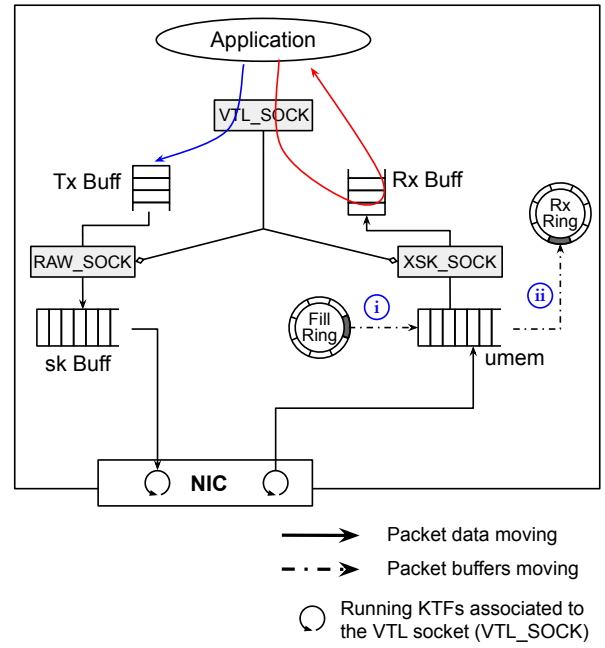 Application
VTL_SOCK
Tx Buff
Rx Buff
Rx
Ring
RAW_SOCK
XSK_SOCK
i
ii
Fill
Ring
sk Buff
umem
NIC
Packet data moving
Packet buffers moving
Running KTFs associated to
the VTL socket (VTL_SOCK)